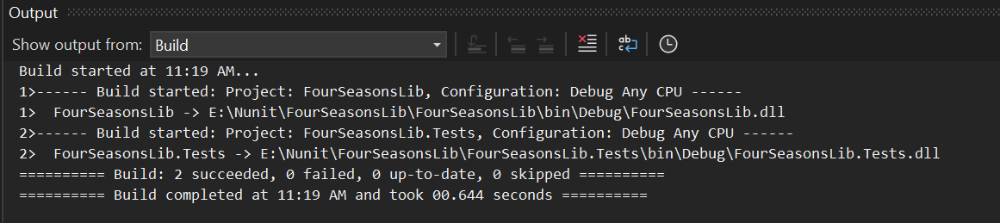 Output
Show output from: Build
Build started at 11:19 AM...
1>------ Build started: Project: FourSeasonsLib, Configuration: Debug Any CPU ------
1>  FourSeasonsLib -> E:\Nunit\FourSeasonsLib\FourSeasonsLib\bin\Debug\FourSeasonsLib.dll
2>------ Build started: Project: FourSeasonsLib.Tests, Configuration: Debug Any CPU ------
2>  FourSeasonsLib.Tests -> E:\Nunit\FourSeasonsLib\FourSeasonsLib.Tests\bin\Debug\FourSeasonsLib.Tests.dll
========== Build: 2 succeeded, 0 failed, 0 up-to-date, 0 skipped ==========
========== Build completed at 11:19 AM and took 00.644 seconds ==========